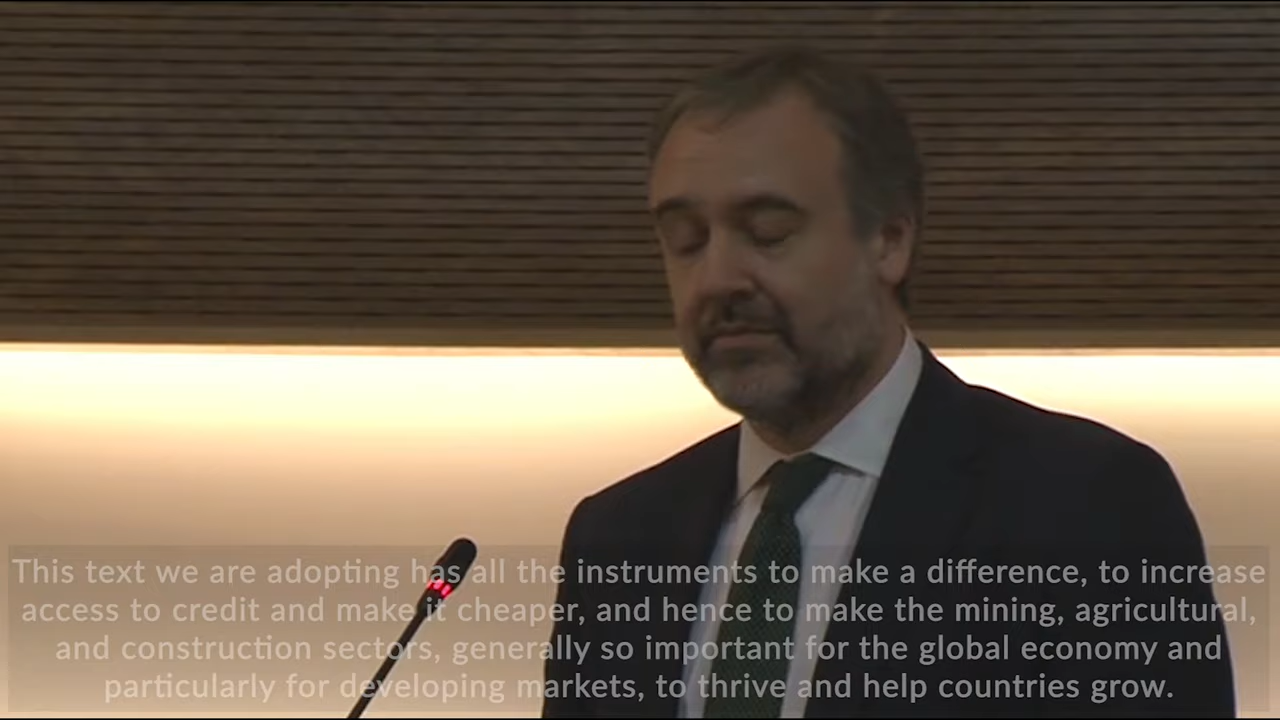 This text we are adopting has all the instruments to make a difference, to increase
access to credit and make it cheaper, and hence to make the mining, agricultural,
and construction sectors, generally so important for the global economy and
particularly for developing markets, to thrive and help countries grow.